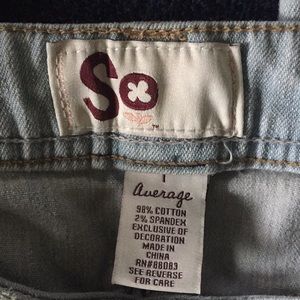 So
TM
1
Average
98% COTTON
2% SPANDEX
EXCLUSIVE OF
DECORATION
MADE IN
CHINA
RN#88083
SEE REVERSE
FOR CARE